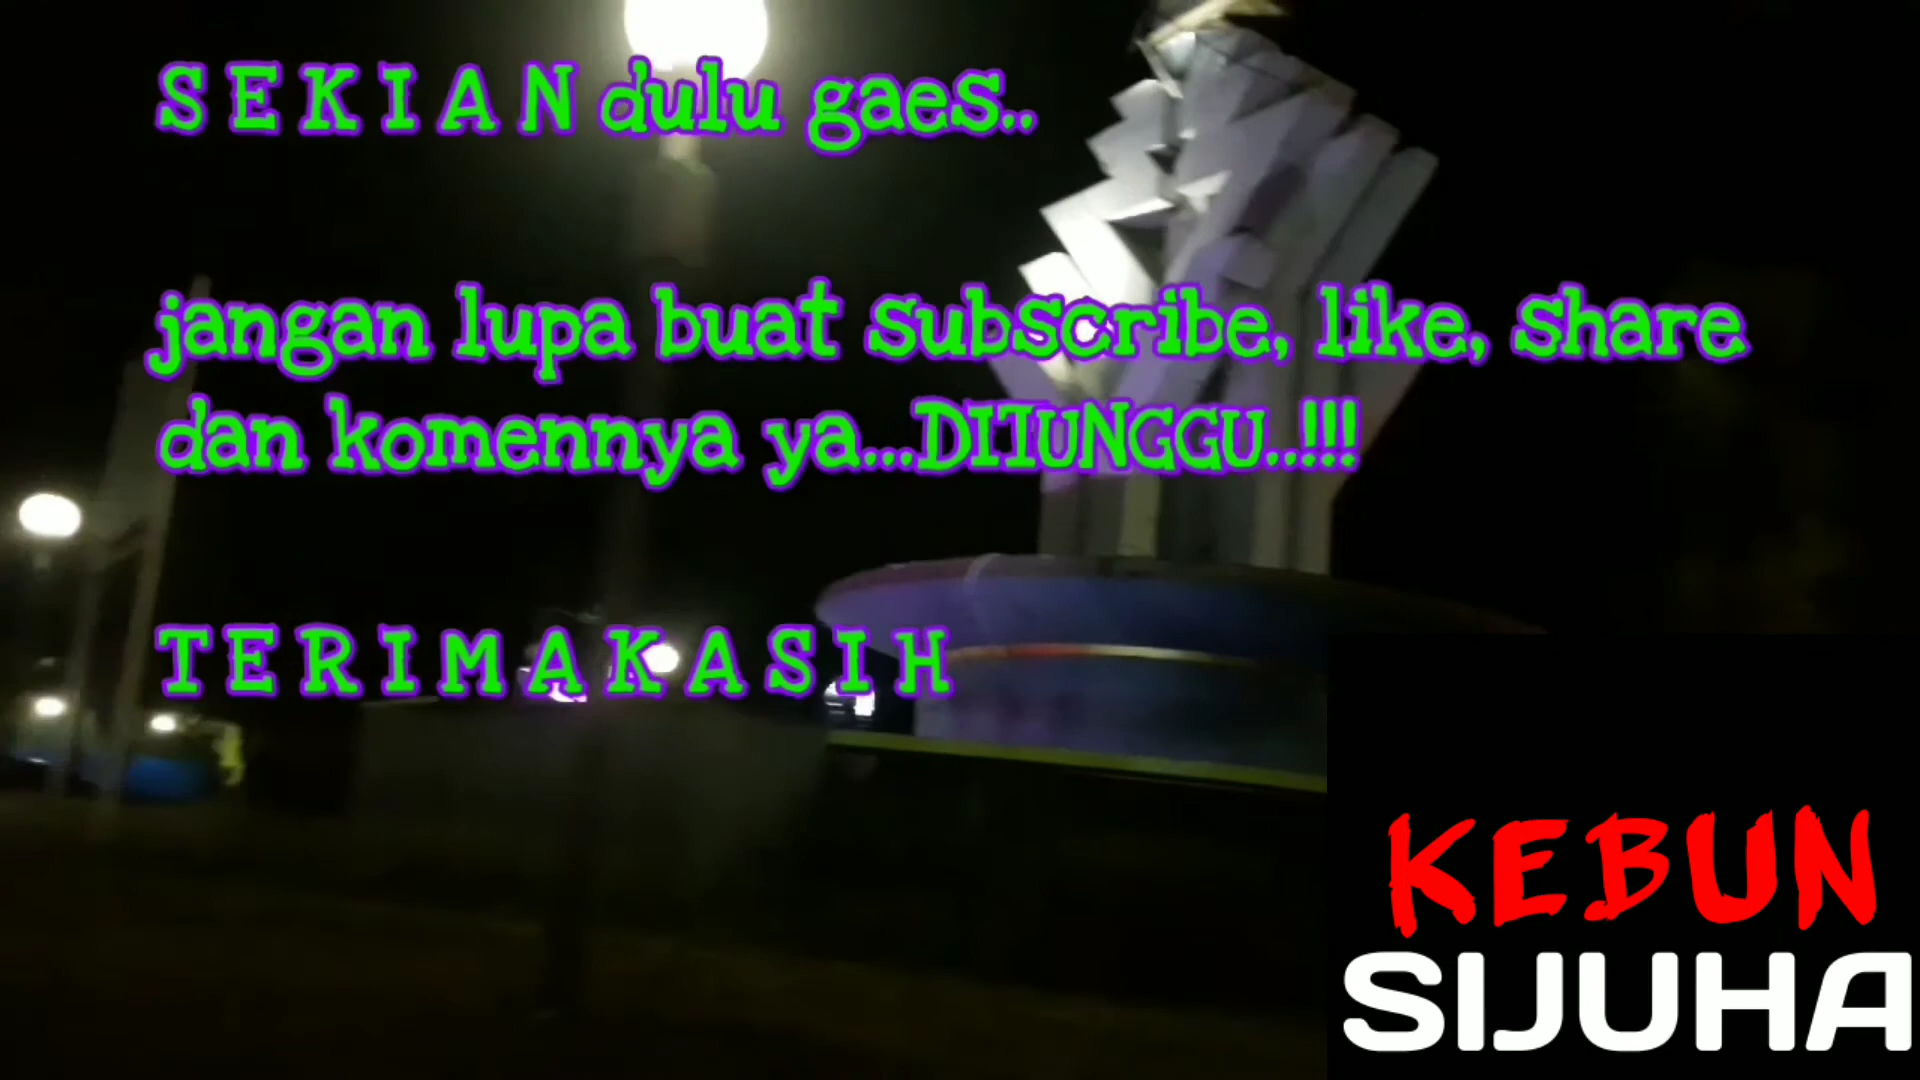 S E K I A N dulu gaes..
jangan lupa buat subscribe, like, share
dan komennya ya...DITUNGGU..!!!
T E R I M A K A S I H
KEBUN
SIJUHA